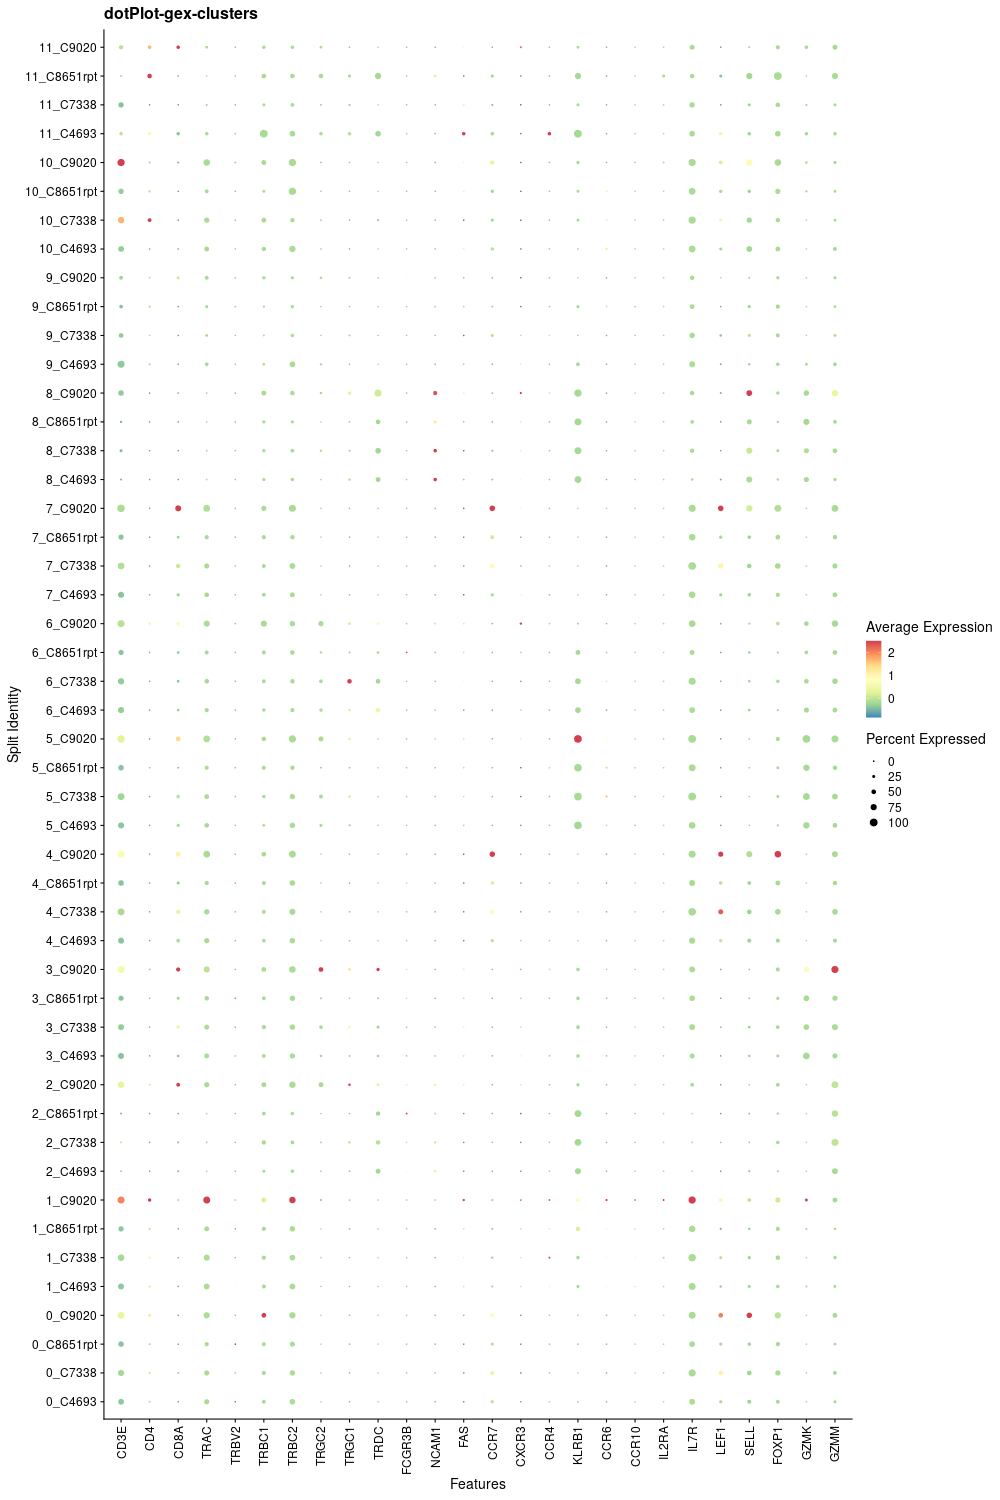 dotPlot-gex-clusters
11_C9020
11_C8651rpt
11_C7338
11_C4693
10_C9020
10_C8651rpt
10_C7338
10_C4693
9_C9020
9_C8651rpt
9_C7338
9_C4693
8_C9020
8_C8651rpt
8_C7338
8_C4693
7_C9020
7_C8651rpt
7_C7338
7_C4693
6_C9020
6_C8651rpt
6_C7338
6_C4693
5_C9020
5_C8651rpt
5_C7338
5_C4693
4_C9020
4_C8651rpt
4_C7338
4_C4693
3_C9020
3_C8651rpt
3_C7338
3_C4693
2_C9020
2_C8651rpt
2_C7338
2_C4693
1_C9020
1_C8651rpt
1_C7338
1_C4693
0_C9020
0_C8651rpt
0_C7338
0_C4693
Split Identity
CD3E
CD4
CD8A
TRAC
TRBV2
TRBC1
TRBC2
TRGC2
TRGC1
TRDC
FCGR3B
NCAM1
FAS
CCR7
CXCR3
CCR4
KLRB1
CCR6
CCR10
IL2RA
IL7R
LEF1
SELL
FOXP1
GZMK
GZMM
Features
Average Expression
2
1
0
Percent Expressed
0
25
50
75
100